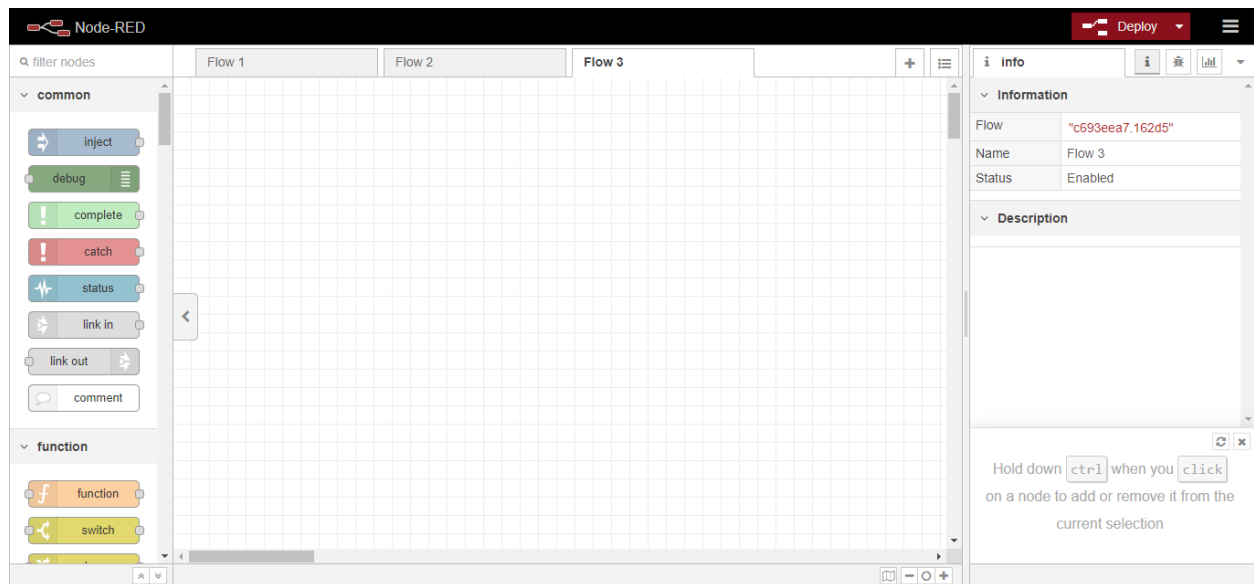 Node-RED
Deploy
filter nodes
Flow 1
Flow 2
Flow 3
info
common
inject
debug
complete
catch
status
link in
link out
comment
function
function
switch
Information
Flow "c693eea7.162d5"
Name Flow 3
Status Enabled
Description
Hold down ctrl when you click
on a node to add or remove it from the
current selection